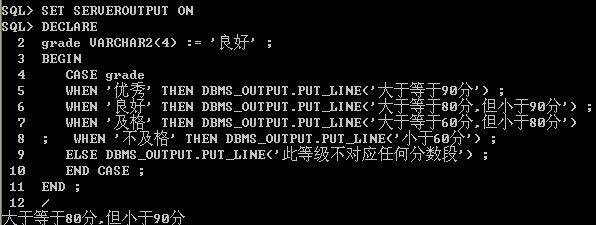 SQL> SET SERVEROUTPUT ON
SQL> DECLARE
  2  grade VARCHAR2(4) := '良好' ;
  3  BEGIN
  4     CASE grade
  5     WHEN '优秀' THEN DBMS_OUTPUT.PUT_LINE('大于等于90分') ;
  6     WHEN '良好' THEN DBMS_OUTPUT.PUT_LINE('大于等于80分,但小于90分') ;
  7     WHEN '及格' THEN DBMS_OUTPUT.PUT_LINE('大于等于60分,但小于80分')
  8  ;   WHEN '不及格' THEN DBMS_OUTPUT.PUT_LINE('小于60分') ;
  9     ELSE DBMS_OUTPUT.PUT_LINE('此等级不对应任何分数段') ;
 10     END CASE ;
 11  END ;
 12  /
大于等于80分,但小于90分